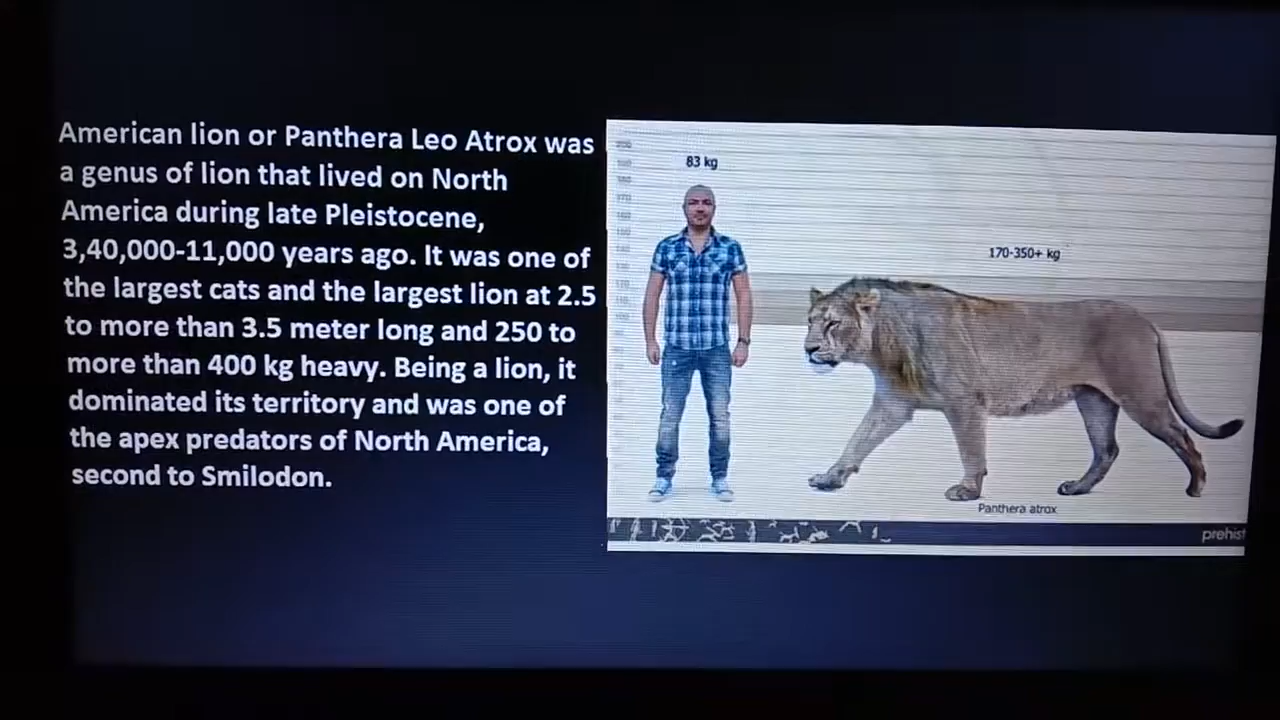 American lion or Panthera Leo Atrox was
a genus of lion that lived on North
America during late Pleistocene,
3,40,000-11,000 years ago. It was one of
the largest cats and the largest lion at 2.5
to more than 3.5 meter long and 250 to
more than 400 kg heavy. Being a lion, it
dominated its territory and was one of
the apex predators of North America,
second to Smilodon.
83 kg
170-350+ kg
Panthera atrox
prehist